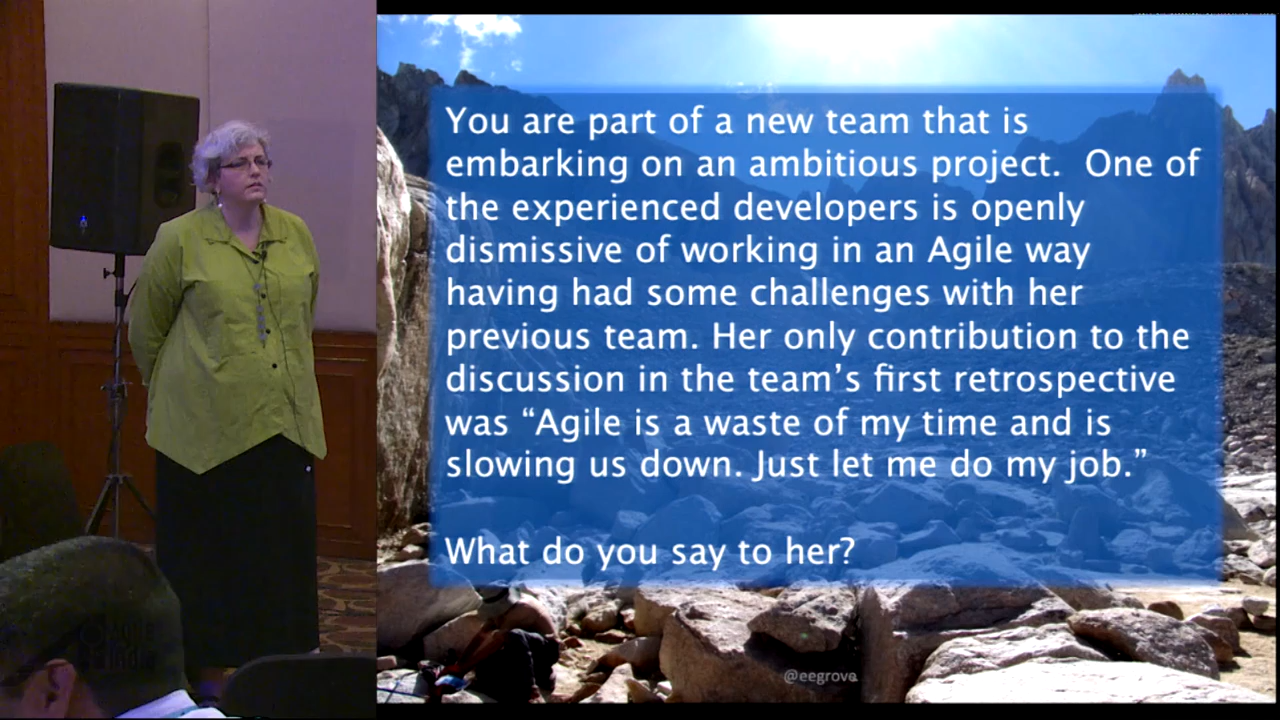 You are part of a new team that is
embarking on an ambitious project.  One of
the experienced developers is openly
dismissive of working in an Agile way
having had some challenges with her
previous team. Her only contribution to the
discussion in the team’s first retrospective
was “Agile is a waste of my time and is
slowing us down. Just let me do my job.”
What do you say to her?
@eegrove